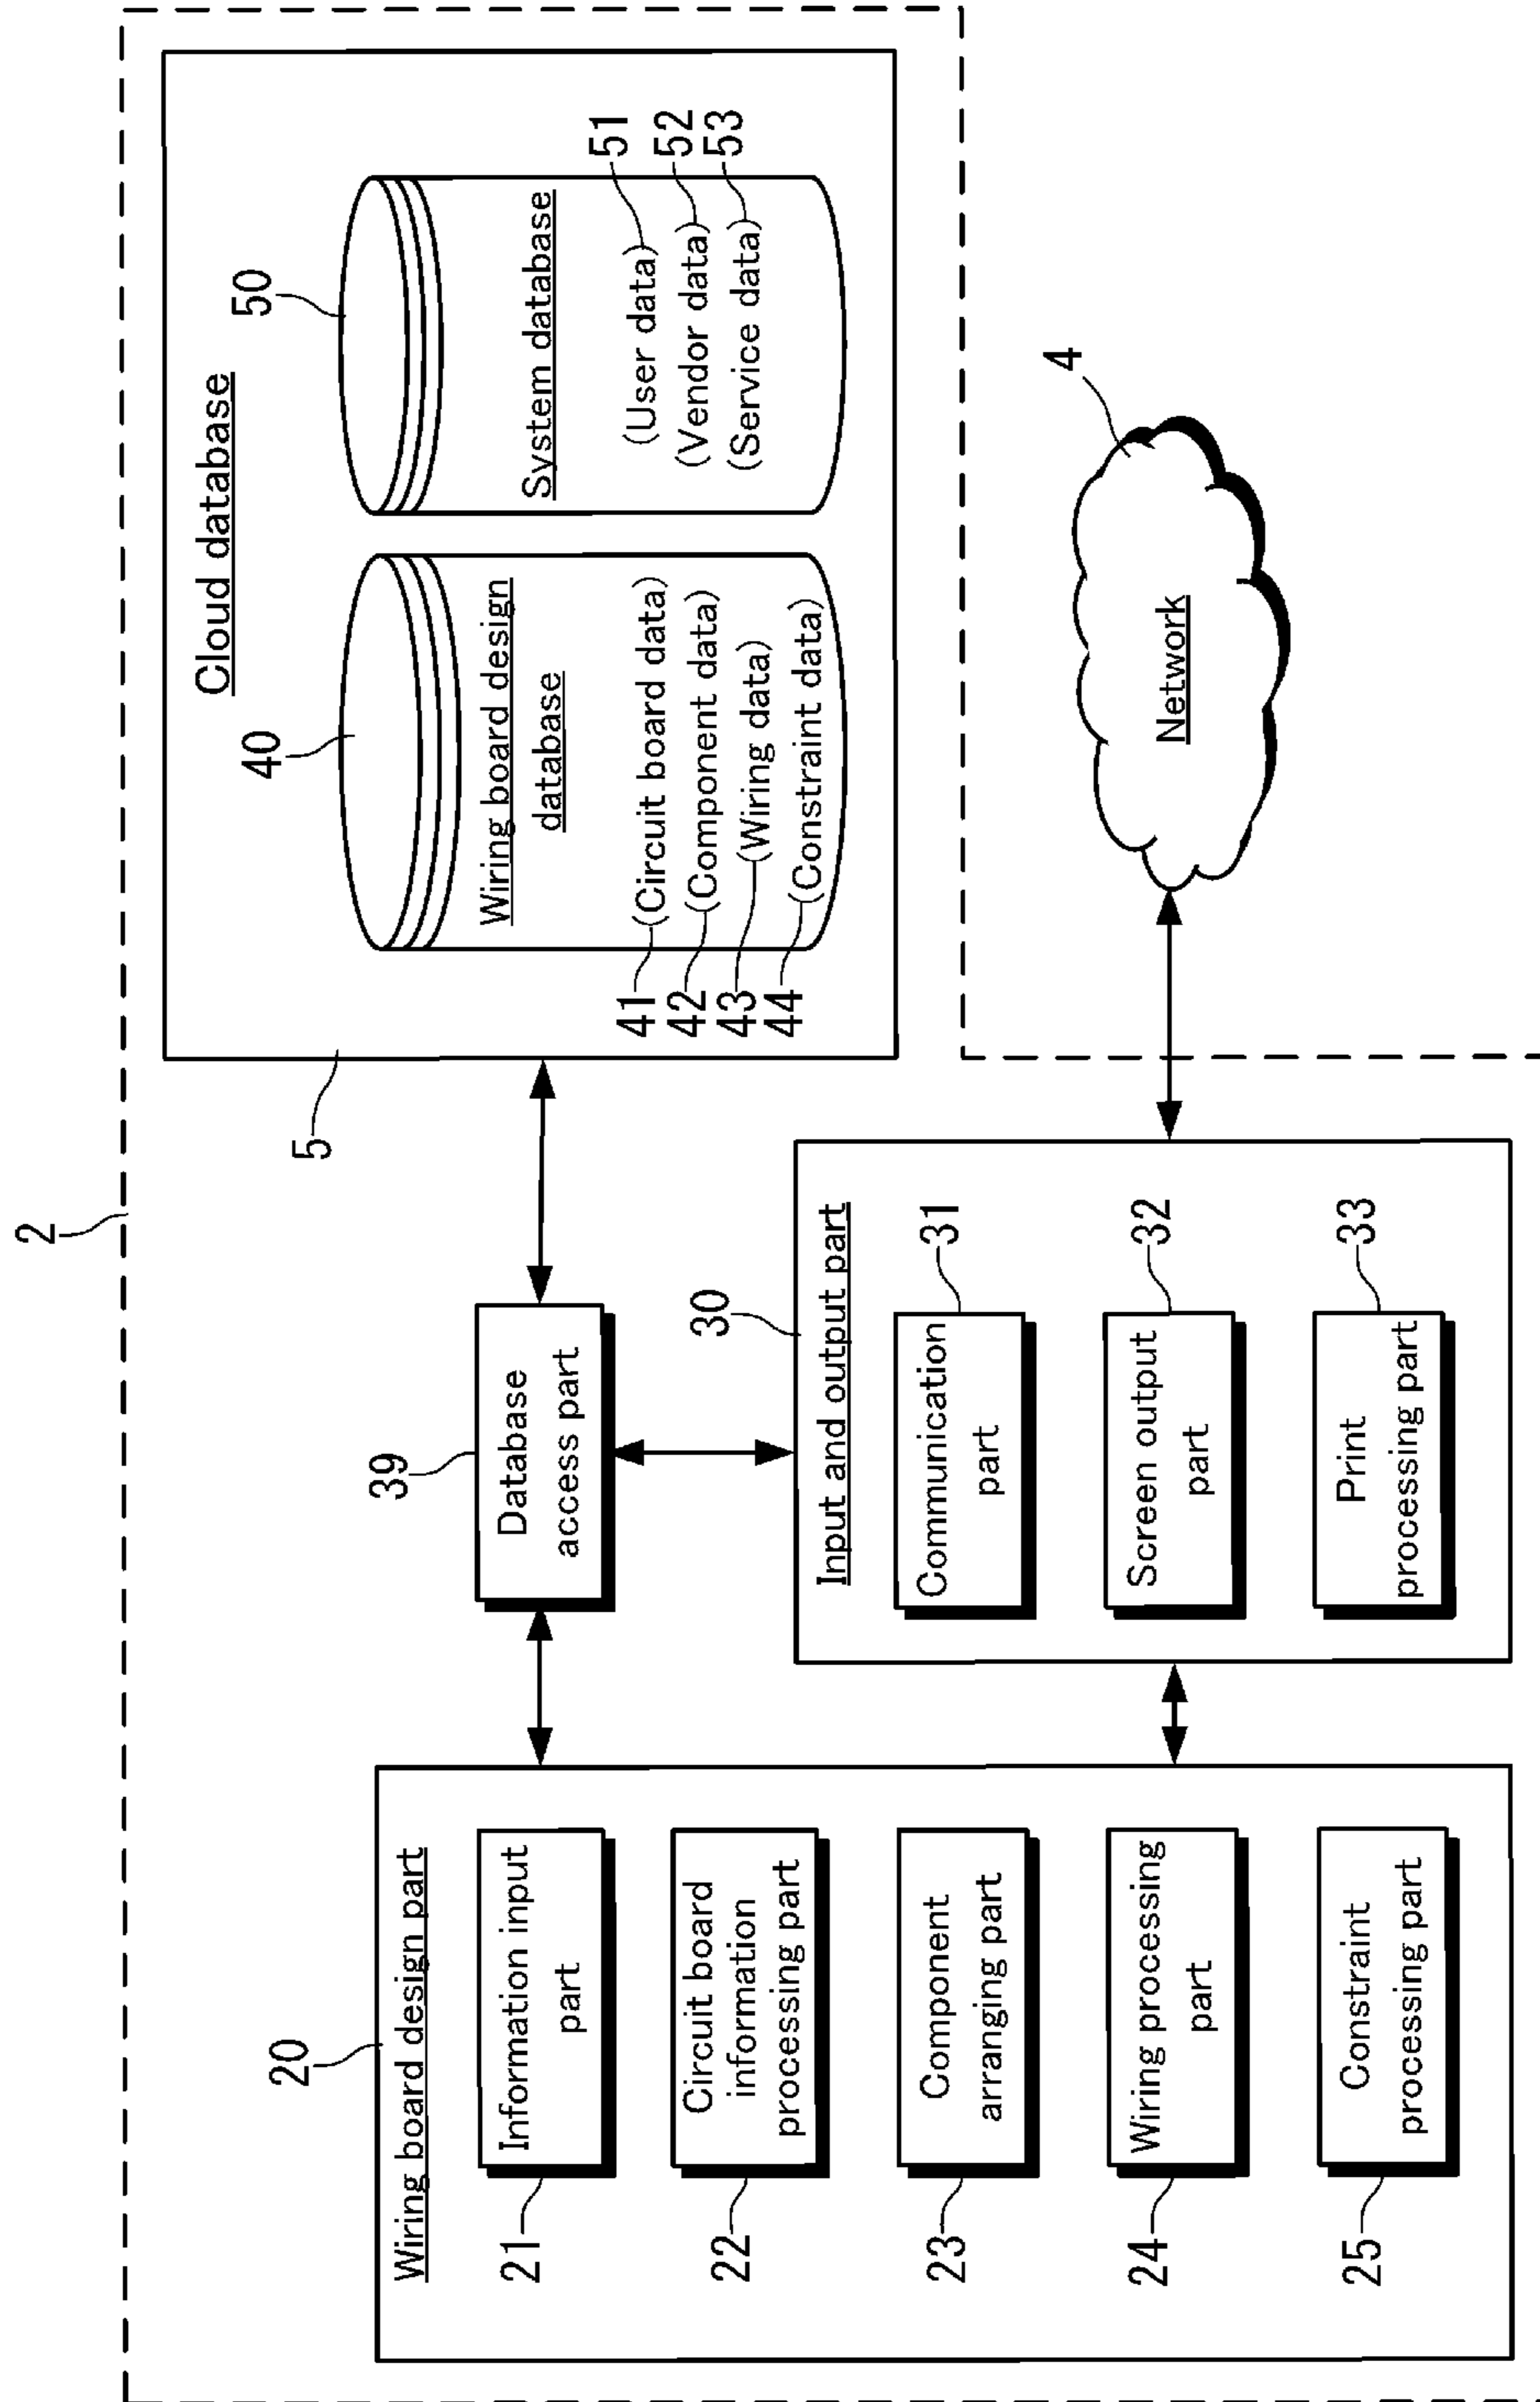 2
20
Wiring board design part
21
Information input
part
22
Circuit board
information
processing part
23
Component
arranging part
24
Wiring processing
part
25
Constraint
processing part
39
Database
access part
30
Input and output part
Communication
part
31
Screen output
part
32
Print
processing part
33
5
Cloud database
40
Wiring board design
database
41 (Circuit board data)
42 (Component data)
43 (Wiring data)
44 (Constraint data)
50
System database
(User data) 51
(Vendor data) 52
(Service data) 53
4
Network